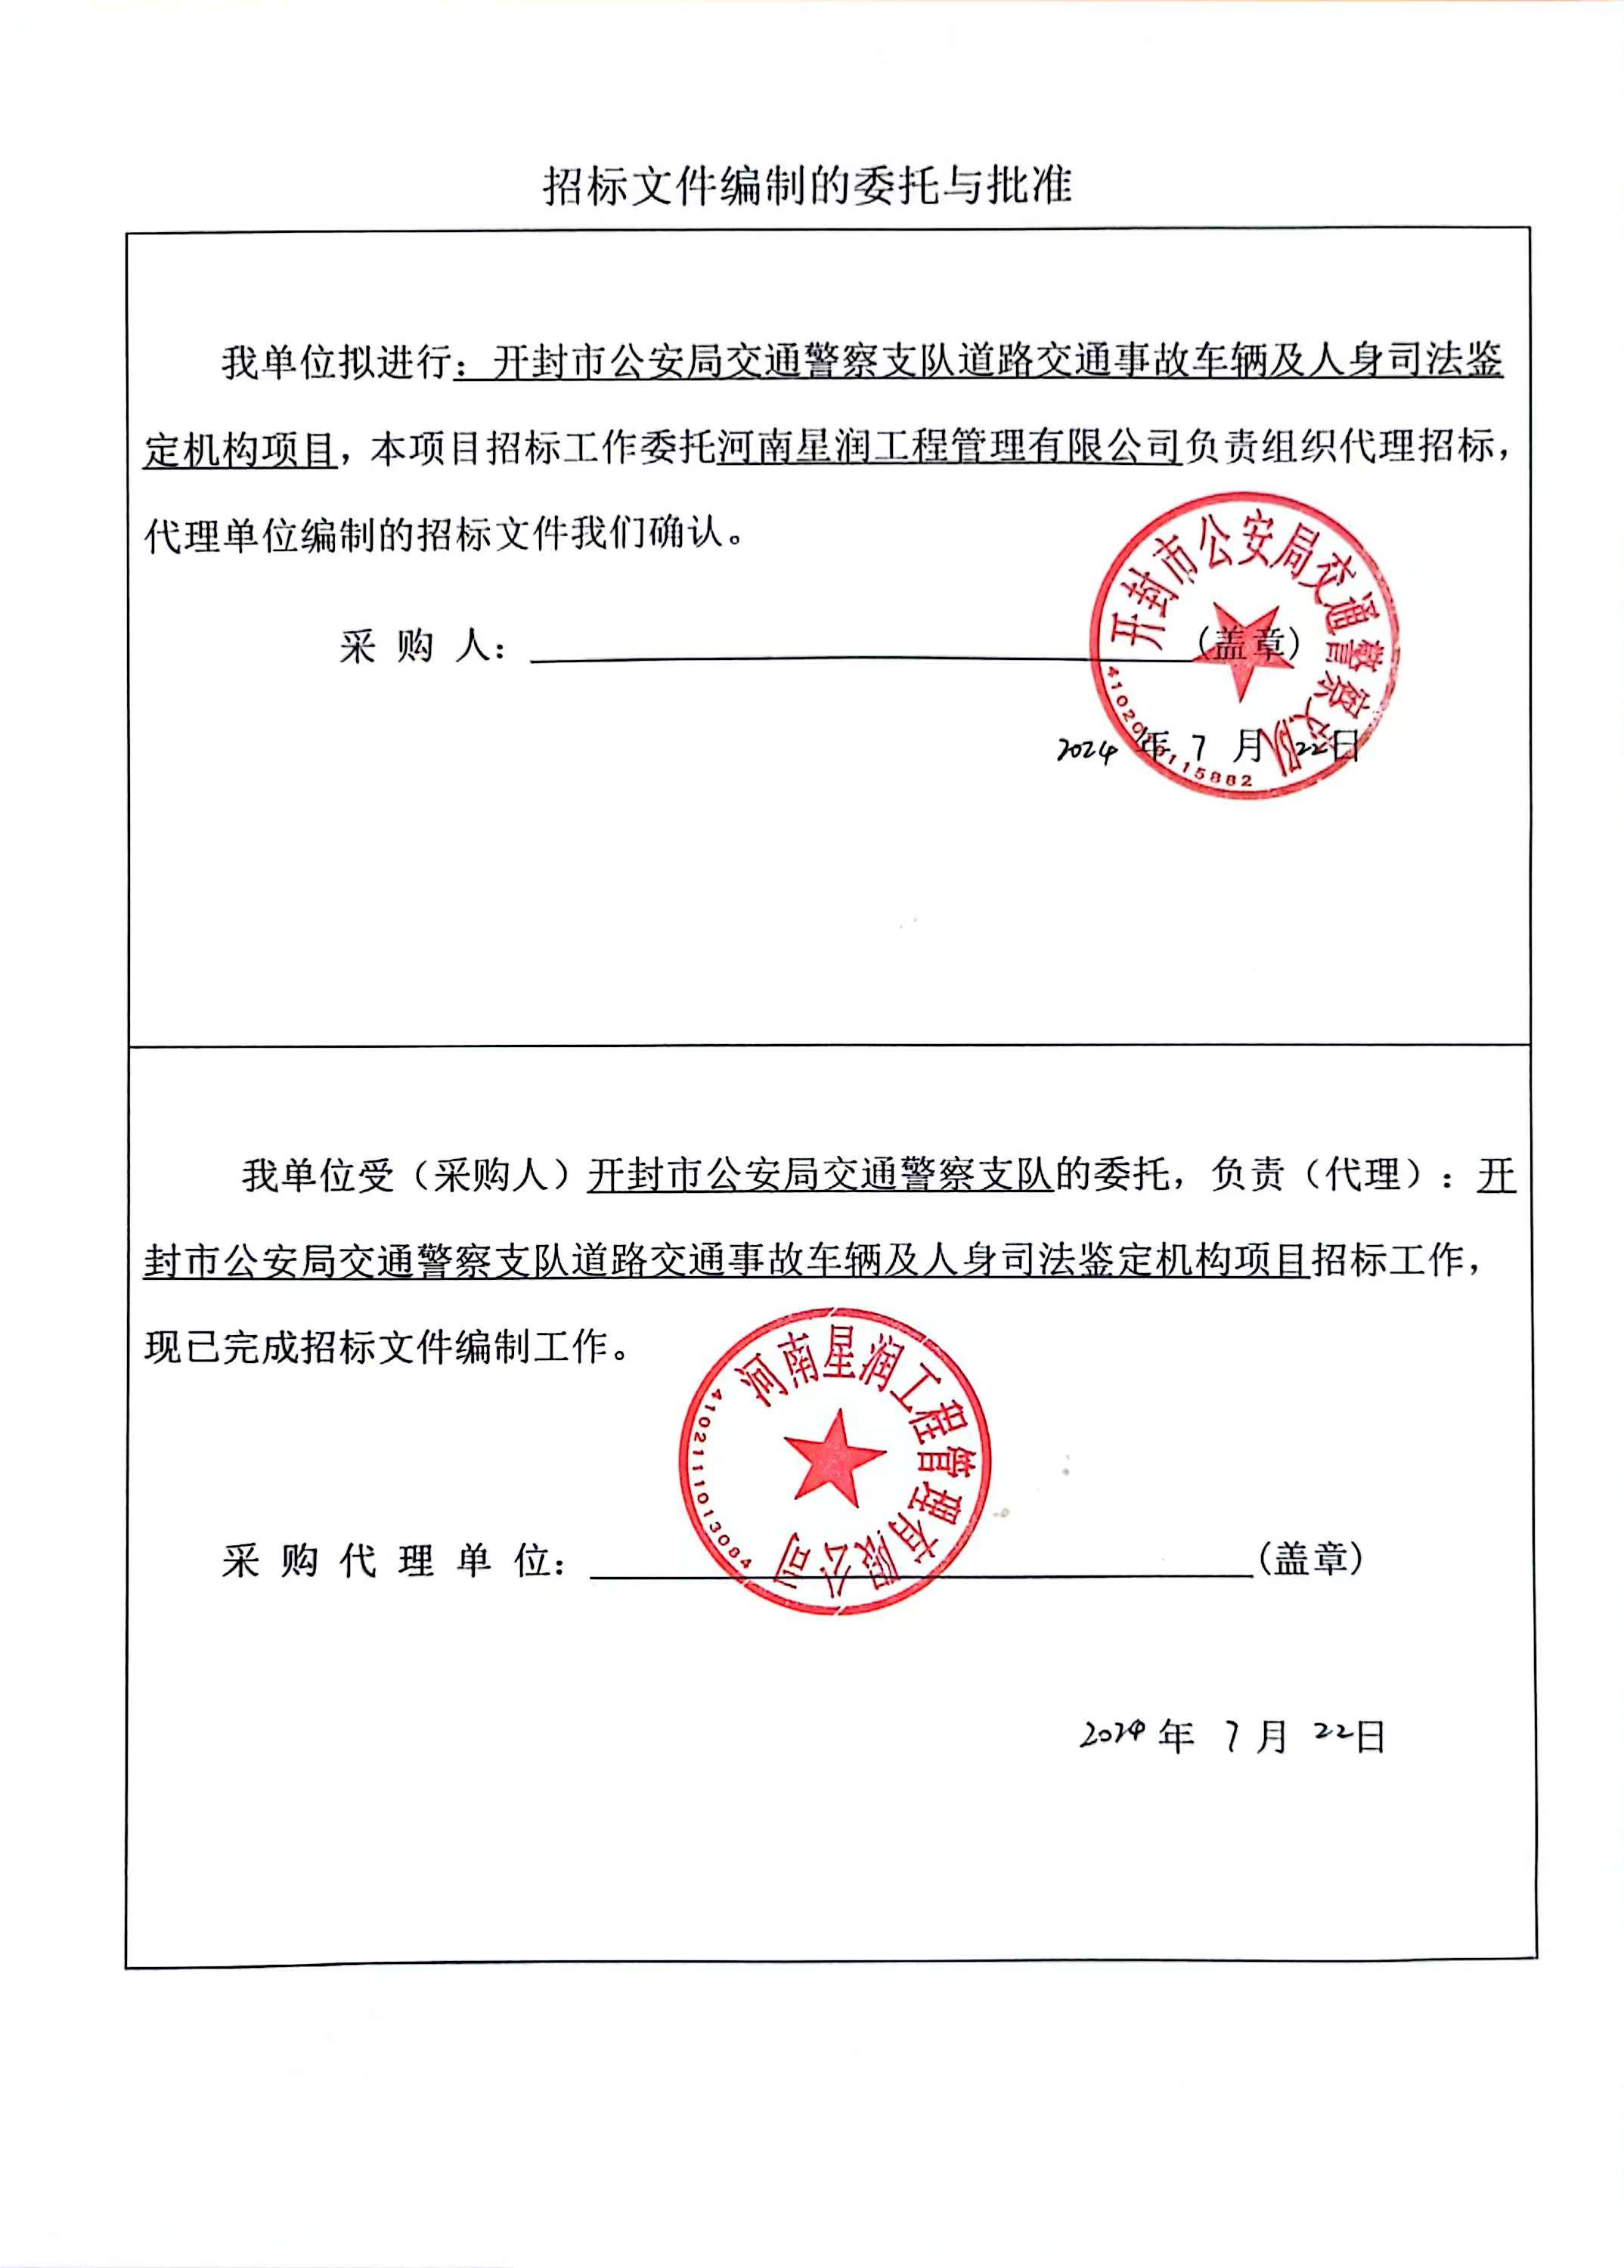 招标文件编制的委托与批准
我单位拟进行：开封市公安局交通警察支队道路交通事故车辆及人身司法鉴
定机构项目，本项目招标工作委托河南星润工程管理有限公司负责组织代理招标，
代理单位编制的招标文件我们确认。
开封市公安局交通警察支队
采 购 人： (盖章)
2024 年 7 月 22日
我单位受（采购人）开封市公安局交通警察支队的委托，负责（代理）：开
封市公安局交通警察支队道路交通事故车辆及人身司法鉴定机构项目招标工作，
现已完成招标文件编制工作。
河南星润工程管理有限公司
4102111013084
采 购 代 理 单 位： (盖章)
2024 年 7 月 22日